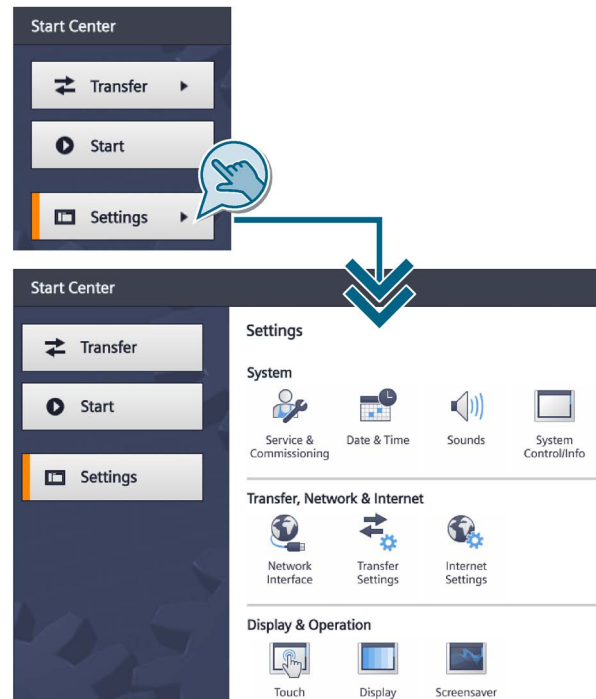 Start Center
Transfer
Start
Settings
Start Center
Transfer
Start
Settings
Settings
System
Service &
Commissioning
Date & Time
Sounds
System
Control/Info
Transfer, Network & Internet
Network
Interface
Transfer
Settings
Internet
Settings
Display & Operation
Touch
Display
Screensaver